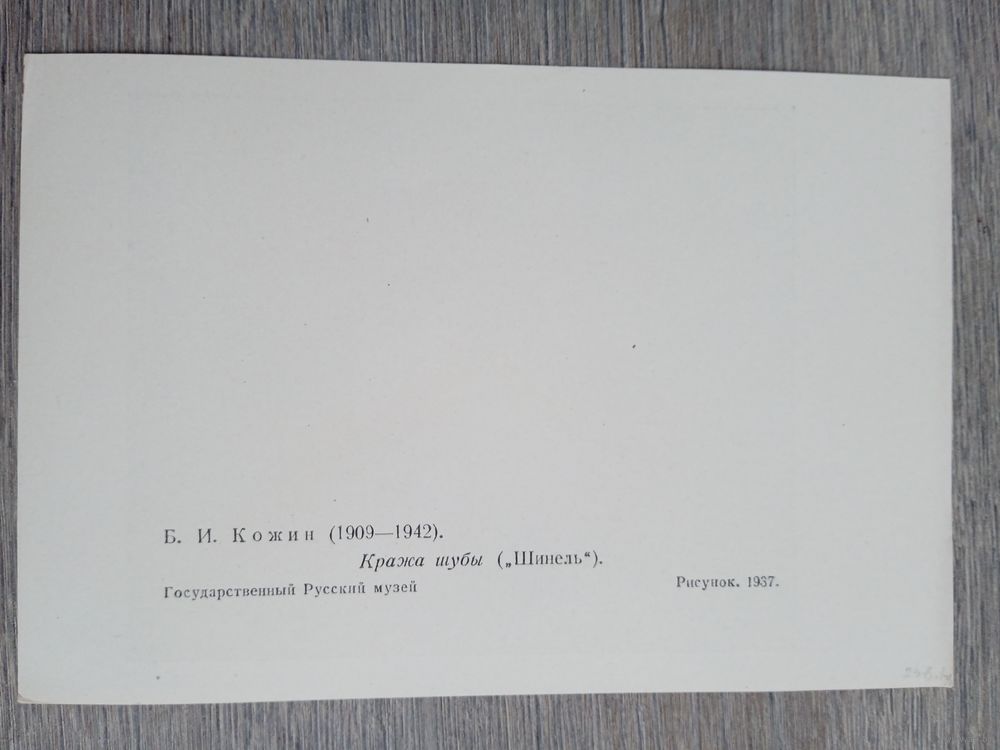 Б. И. Кожин (1909—1942).
Кража шубы („Шинель“).
Государственный Русский музей Рисунок. 1937.